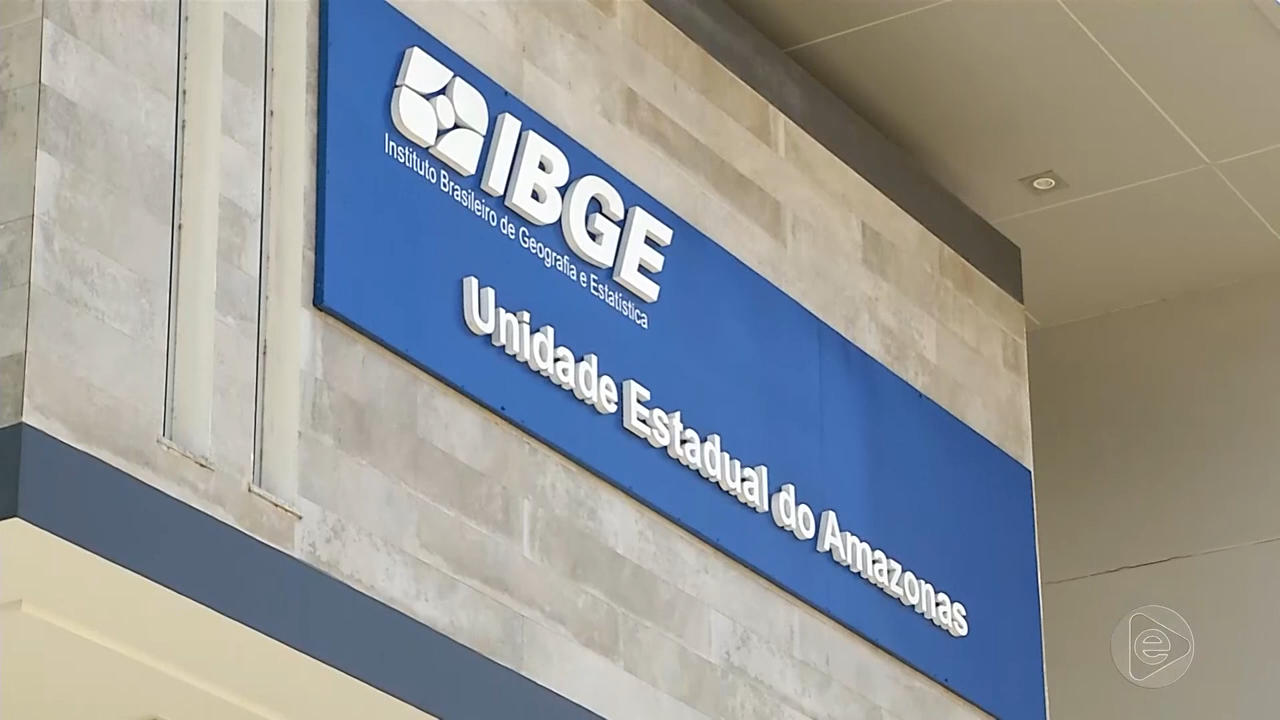 IBGE
Instituto Brasileiro de Geografia e Estatística
Unidade Estadual do Amazonas
e